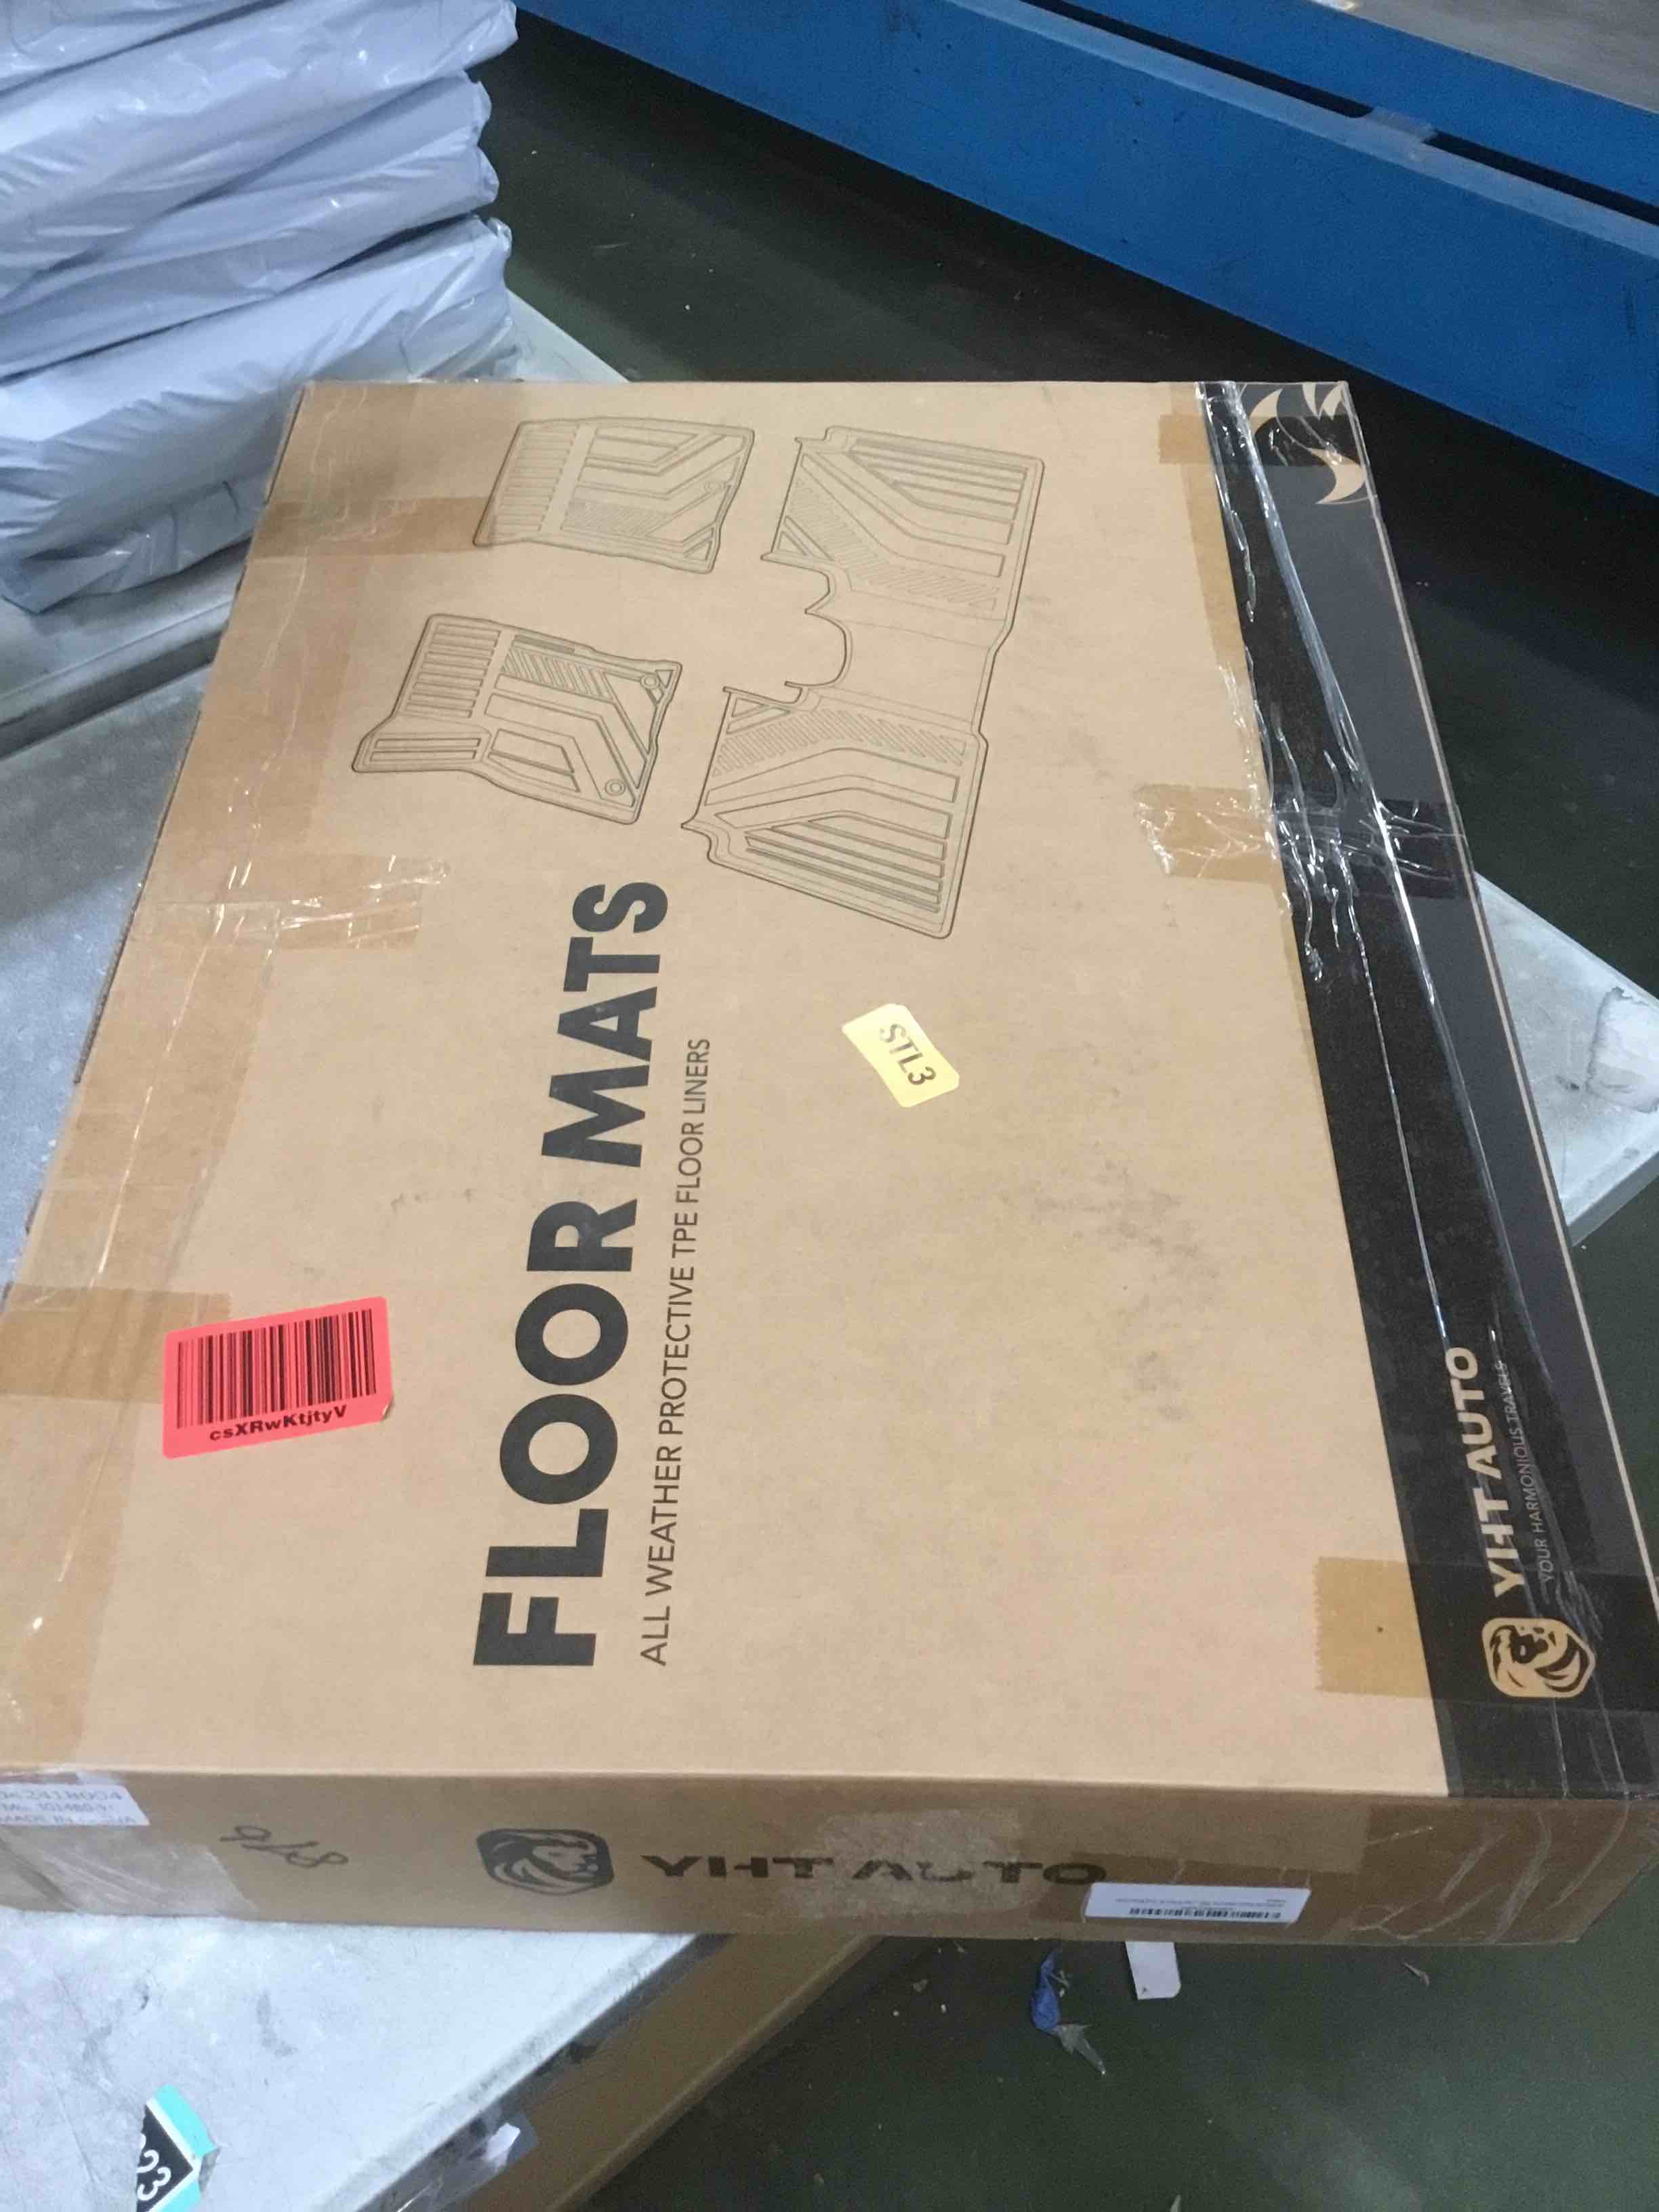 FLOOR MATS
ALL WEATHER PROTECTIVE TPE FLOOR LINERS
STL3
csXRwKtjtyV
YHT AUTO
YOUR HARMONIOUS TRAVELS
YHT AUTO